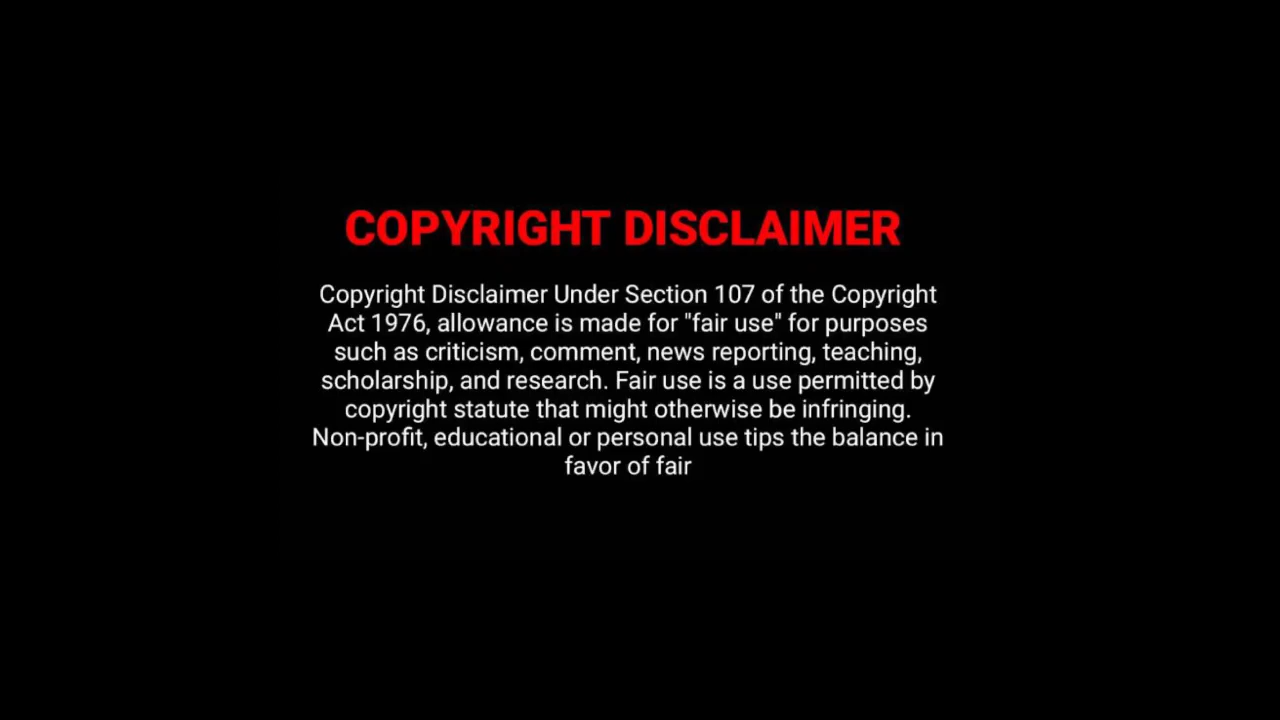 COPYRIGHT DISCLAIMER
Copyright Disclaimer Under Section 107 of the Copyright
Act 1976, allowance is made for "fair use" for purposes
such as criticism, comment, news reporting, teaching,
scholarship, and research. Fair use is a use permitted by
copyright statute that might otherwise be infringing.
Non-profit, educational or personal use tips the balance in
favor of fair